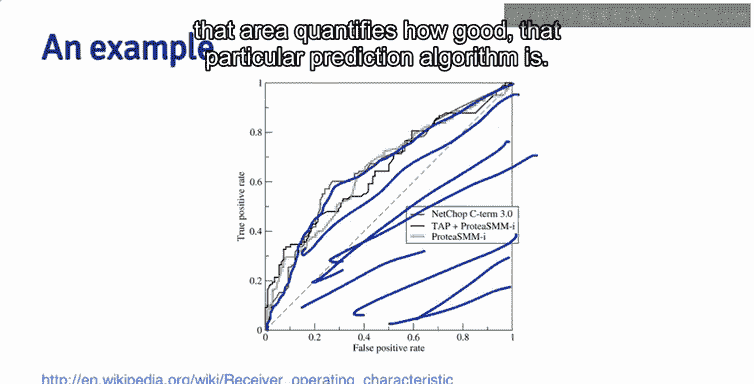 that area quantifies how good, that
particular prediction algorithm is.
An example
1
0.8
0.6
0.4
0.2
0
True positive rate
NetChop C-term 3.0
TAP + ProteaSMM-i
ProteaSMM-i
0 0.2 0.4 0.6 0.8 1
False positive rate
http://en.wikipedia.org/wiki/Receiver_operating_characteristic